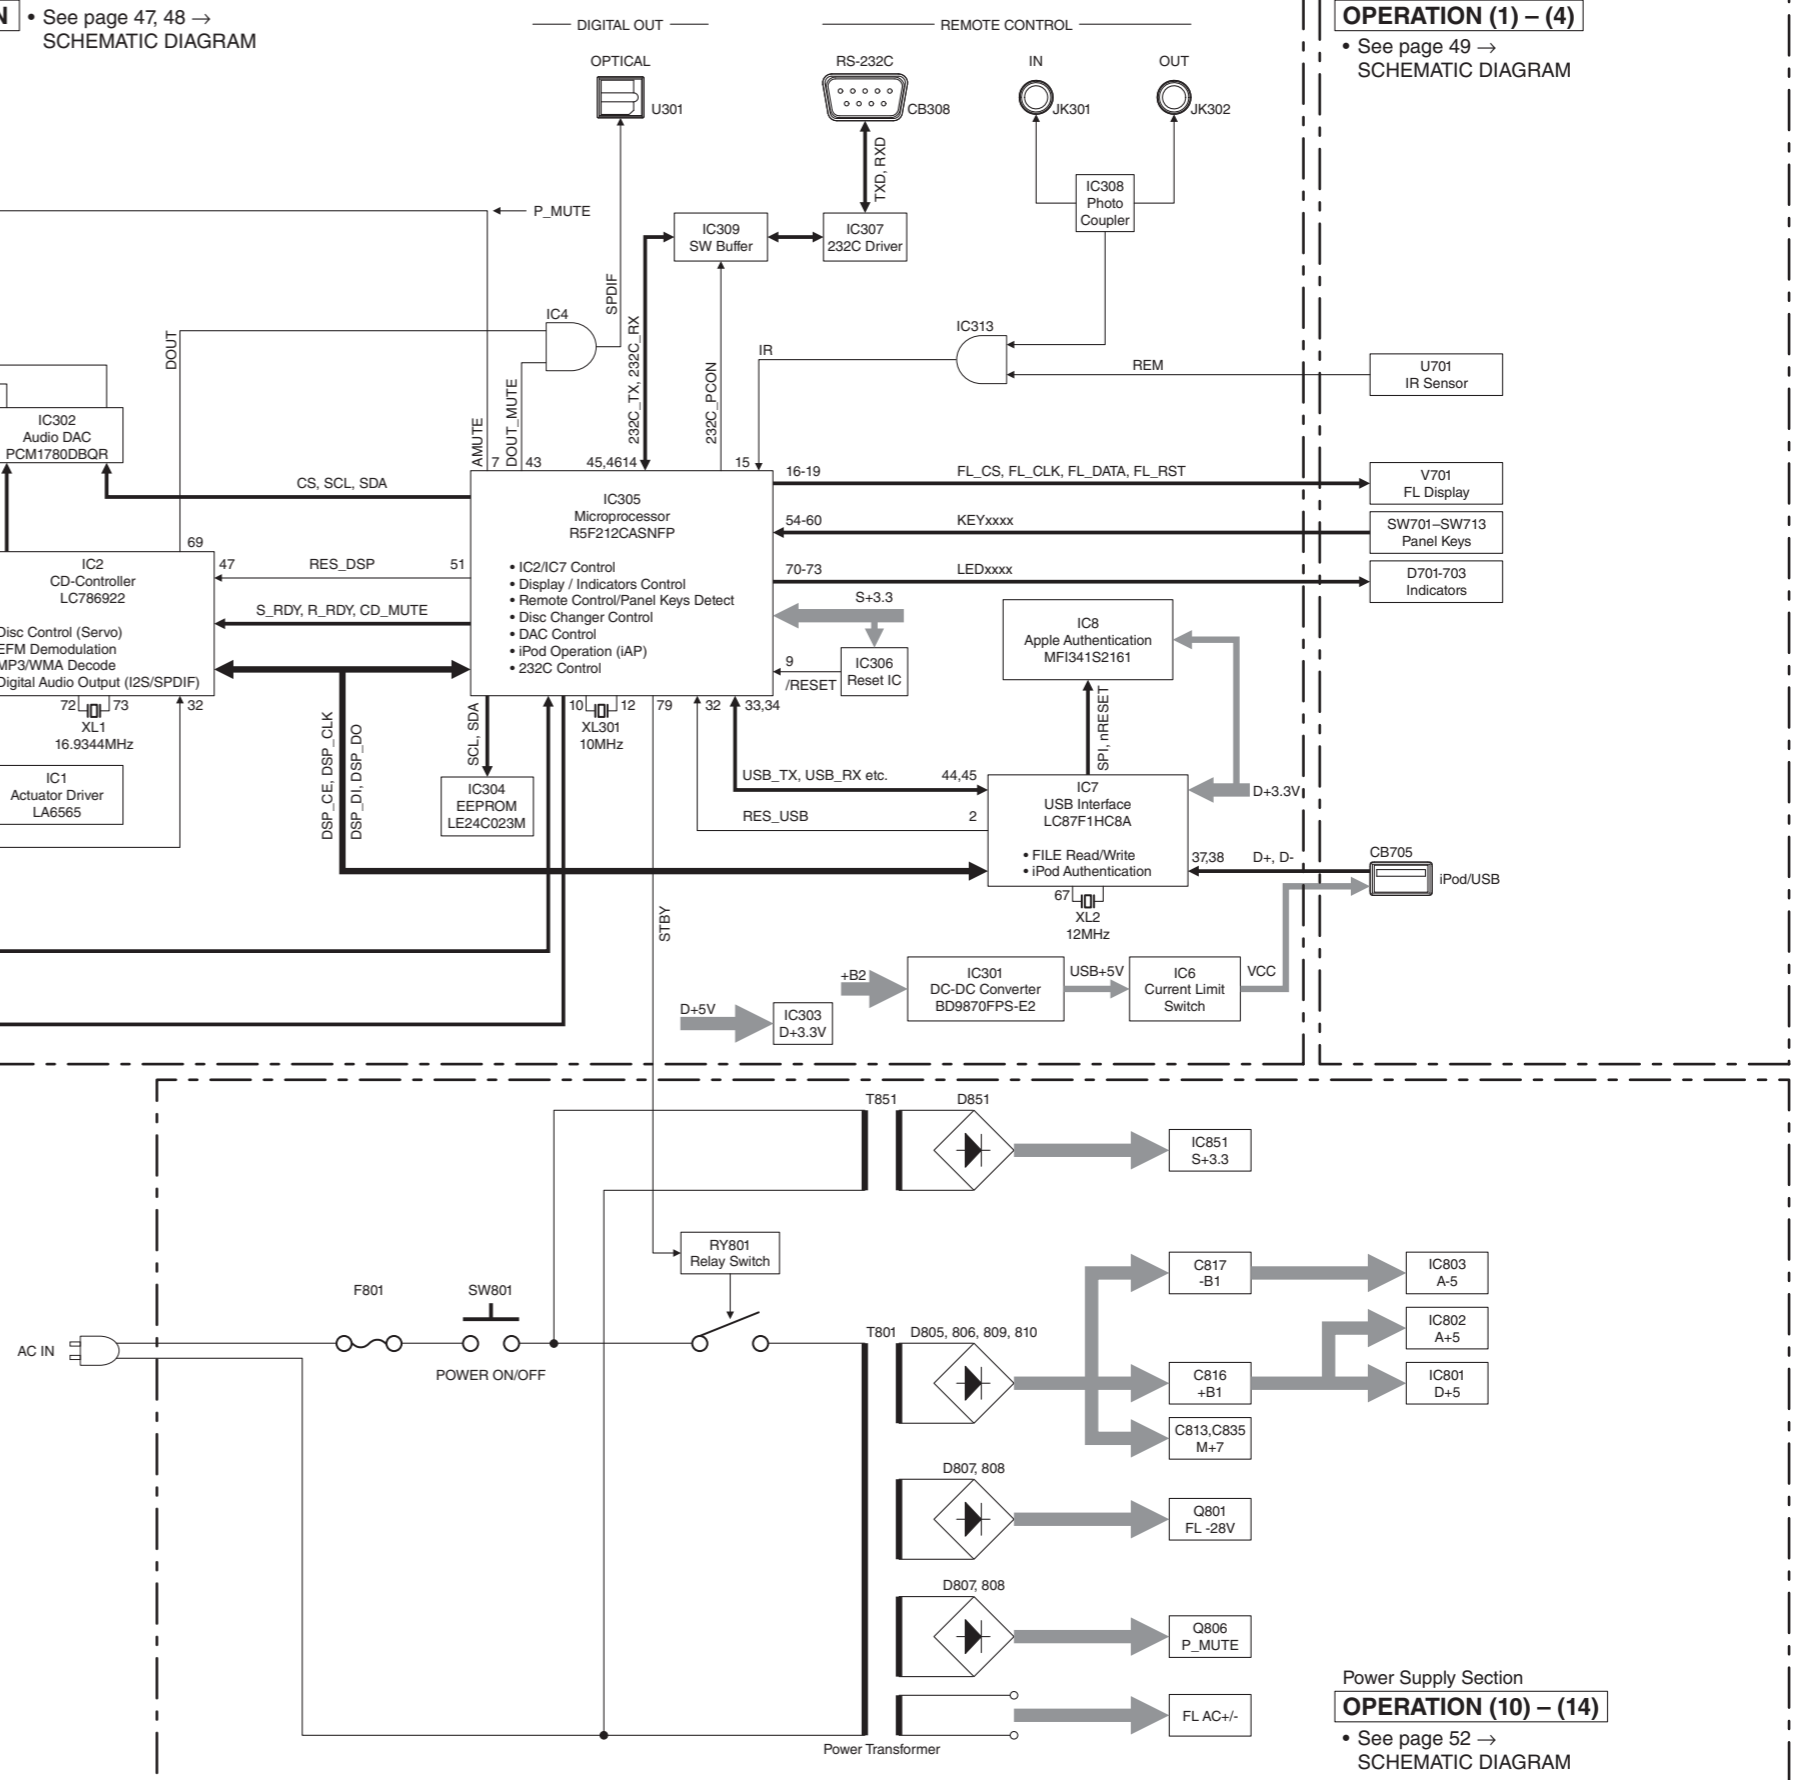 N • See page 47, 48 →
SCHEMATIC DIAGRAM
DIGITAL OUT
REMOTE CONTROL
OPERATION (1) – (4)
• See page 49 →
SCHEMATIC DIAGRAM
OPTICAL
U301
RS-232C
CB308
IN
JK301
OUT
JK302
TXD, RXD
IC308
Photo
Coupler
P_MUTE
IC309
SW Buffer
IC307
232C Driver
SPDIF
IC4
DOUT
IC313
IR
REM
U701
IR Sensor
IC302
Audio DAC
PCM1780DBQR
AMUTE
DOUT_MUTE
232C_TX, 232C_RX
232C_PCON
7
43
45,4614
15
CS, SCL, SDA
16-19
FL_CS, FL_CLK, FL_DATA, FL_RST
V701
FL Display
54-60
KEYxxxx
SW701–SW713
Panel Keys
70-73
LEDxxxx
D701-703
Indicators
IC305
Microprocessor
R5F212CASNFP
• IC2/IC7 Control
• Display / Indicators Control
• Remote Control/Panel Keys Detect
• Disc Changer Control
• DAC Control
• iPod Operation (iAP)
• 232C Control
69
IC2
CD-Controller
LC786922
Disc Control (Servo)
EFM Demodulation
MP3/WMA Decode
Digital Audio Output (I2S/SPDIF)
47
RES_DSP
51
S_RDY, R_RDY, CD_MUTE
S+3.3
IC306
Reset IC
9
/RESET
IC8
Apple Authentication
MFI341S2161
72
73
XL1
16.9344MHz
32
10
12
XL301
10MHz
79
32
33,34
IC1
Actuator Driver
LA6565
DSP_CE, DSP_CLK
DSP_DI, DSP_DO
SCL, SDA
IC304
EEPROM
LE24C023M
SPI, nRESET
USB_TX, USB_RX etc.
44,45
RES_USB
2
IC7
USB Interface
LC87F1HC8A
• FILE Read/Write
• iPod Authentication
D+3.3V
37,38
D+, D-
CB705
iPod/USB
67
XL2
12MHz
STBY
+B2
IC301
DC-DC Converter
BD9870FPS-E2
USB+5V
IC6
Current Limit
Switch
VCC
D+5V
IC303
D+3.3V
T851
D851
IC851
S+3.3
RY801
Relay Switch
F801
SW801
AC IN
POWER ON/OFF
T801
D805, 806, 809, 810
C817
-B1
IC803
A-5
IC802
A+5
C816
+B1
IC801
D+5
C813,C835
M+7
D807, 808
Q801
FL -28V
D807, 808
Q806
P_MUTE
FL AC+/-
Power Transformer
Power Supply Section
OPERATION (10) – (14)
• See page 52 →
SCHEMATIC DIAGRAM